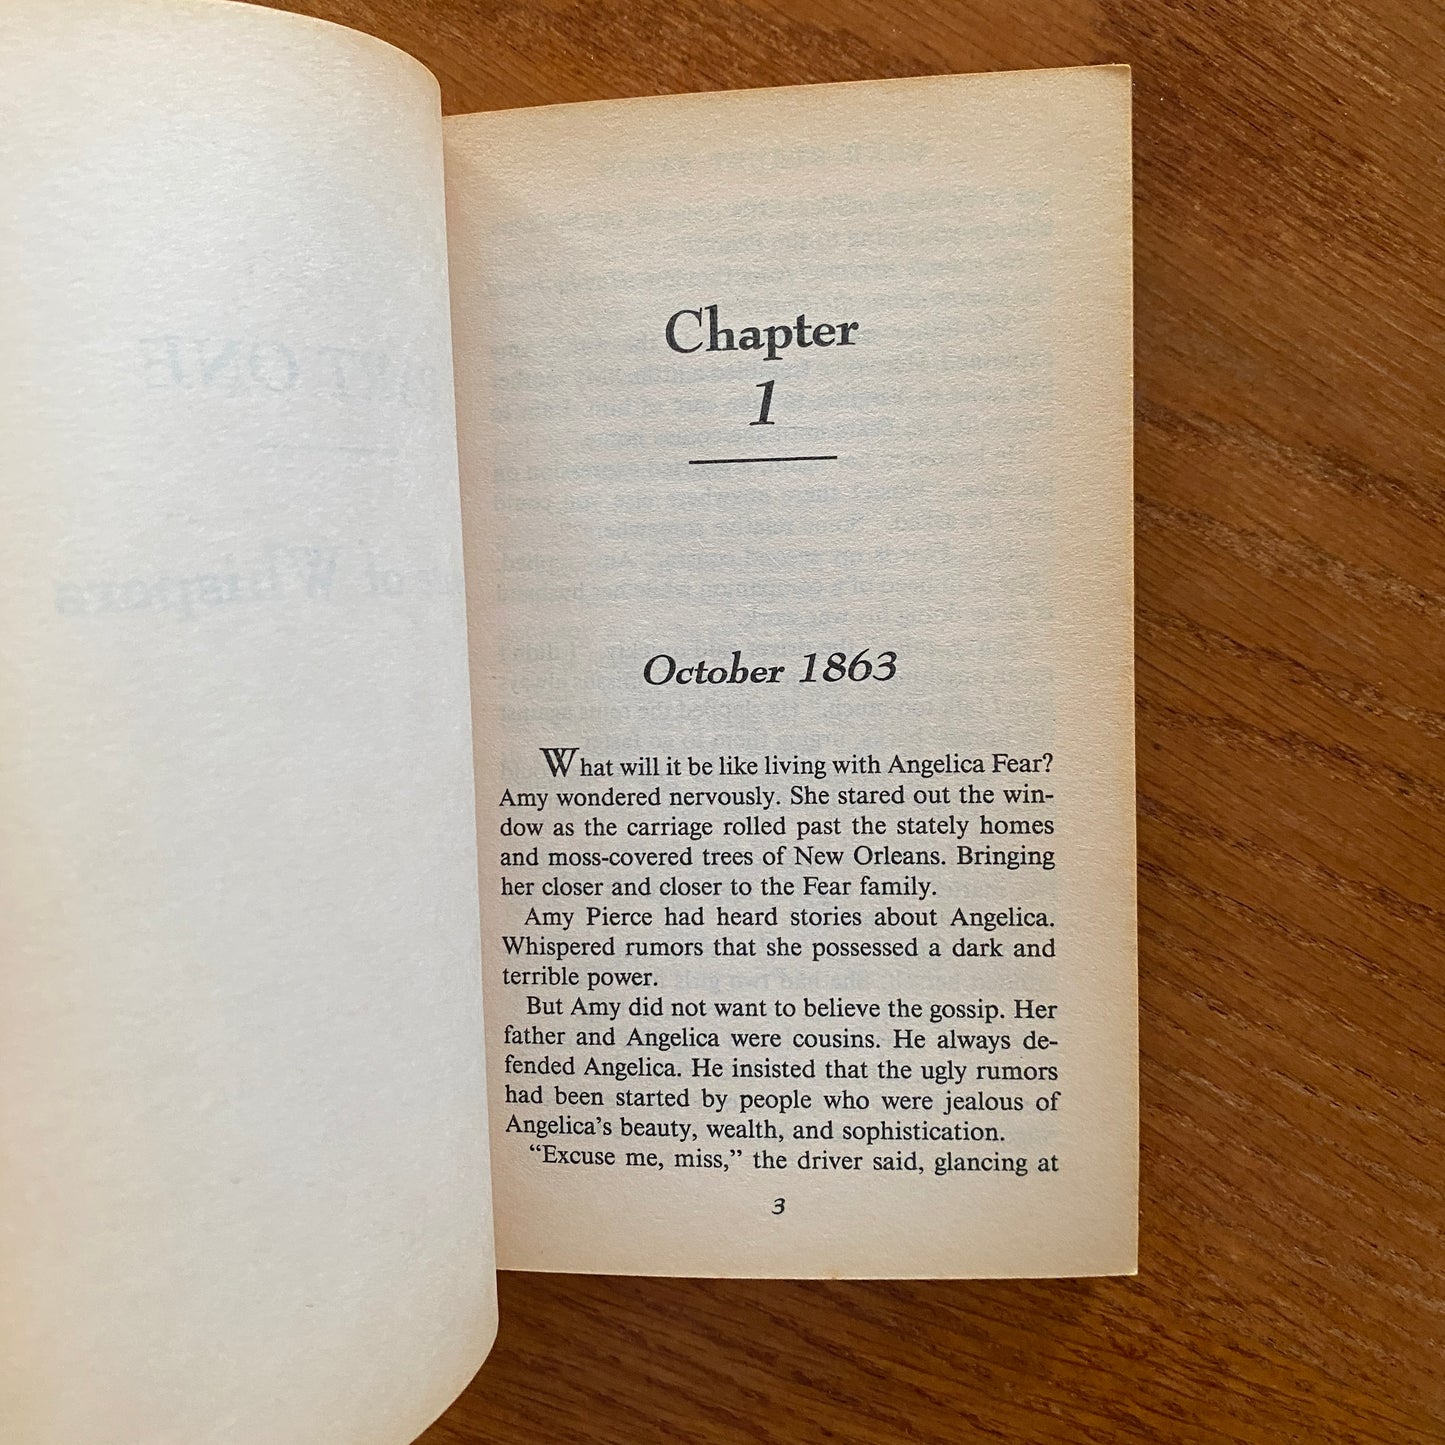 Chapter
1
October 1863
What will it be like living with Angelica Fear?
Amy wondered nervously. She stared out the win-
dow as the carriage rolled past the stately homes
and moss-covered trees of New Orleans. Bringing
her closer and closer to the Fear family.
Amy Pierce had heard stories about Angelica.
Whispered rumors that she possessed a dark and
terrible power.
But Amy did not want to believe the gossip. Her
father and Angelica were cousins. He always de-
fended Angelica. He insisted that the ugly rumors
had been started by people who were jealous of
Angelica’s beauty, wealth, and sophistication.
“Excuse me, miss,” the driver said, glancing at
3